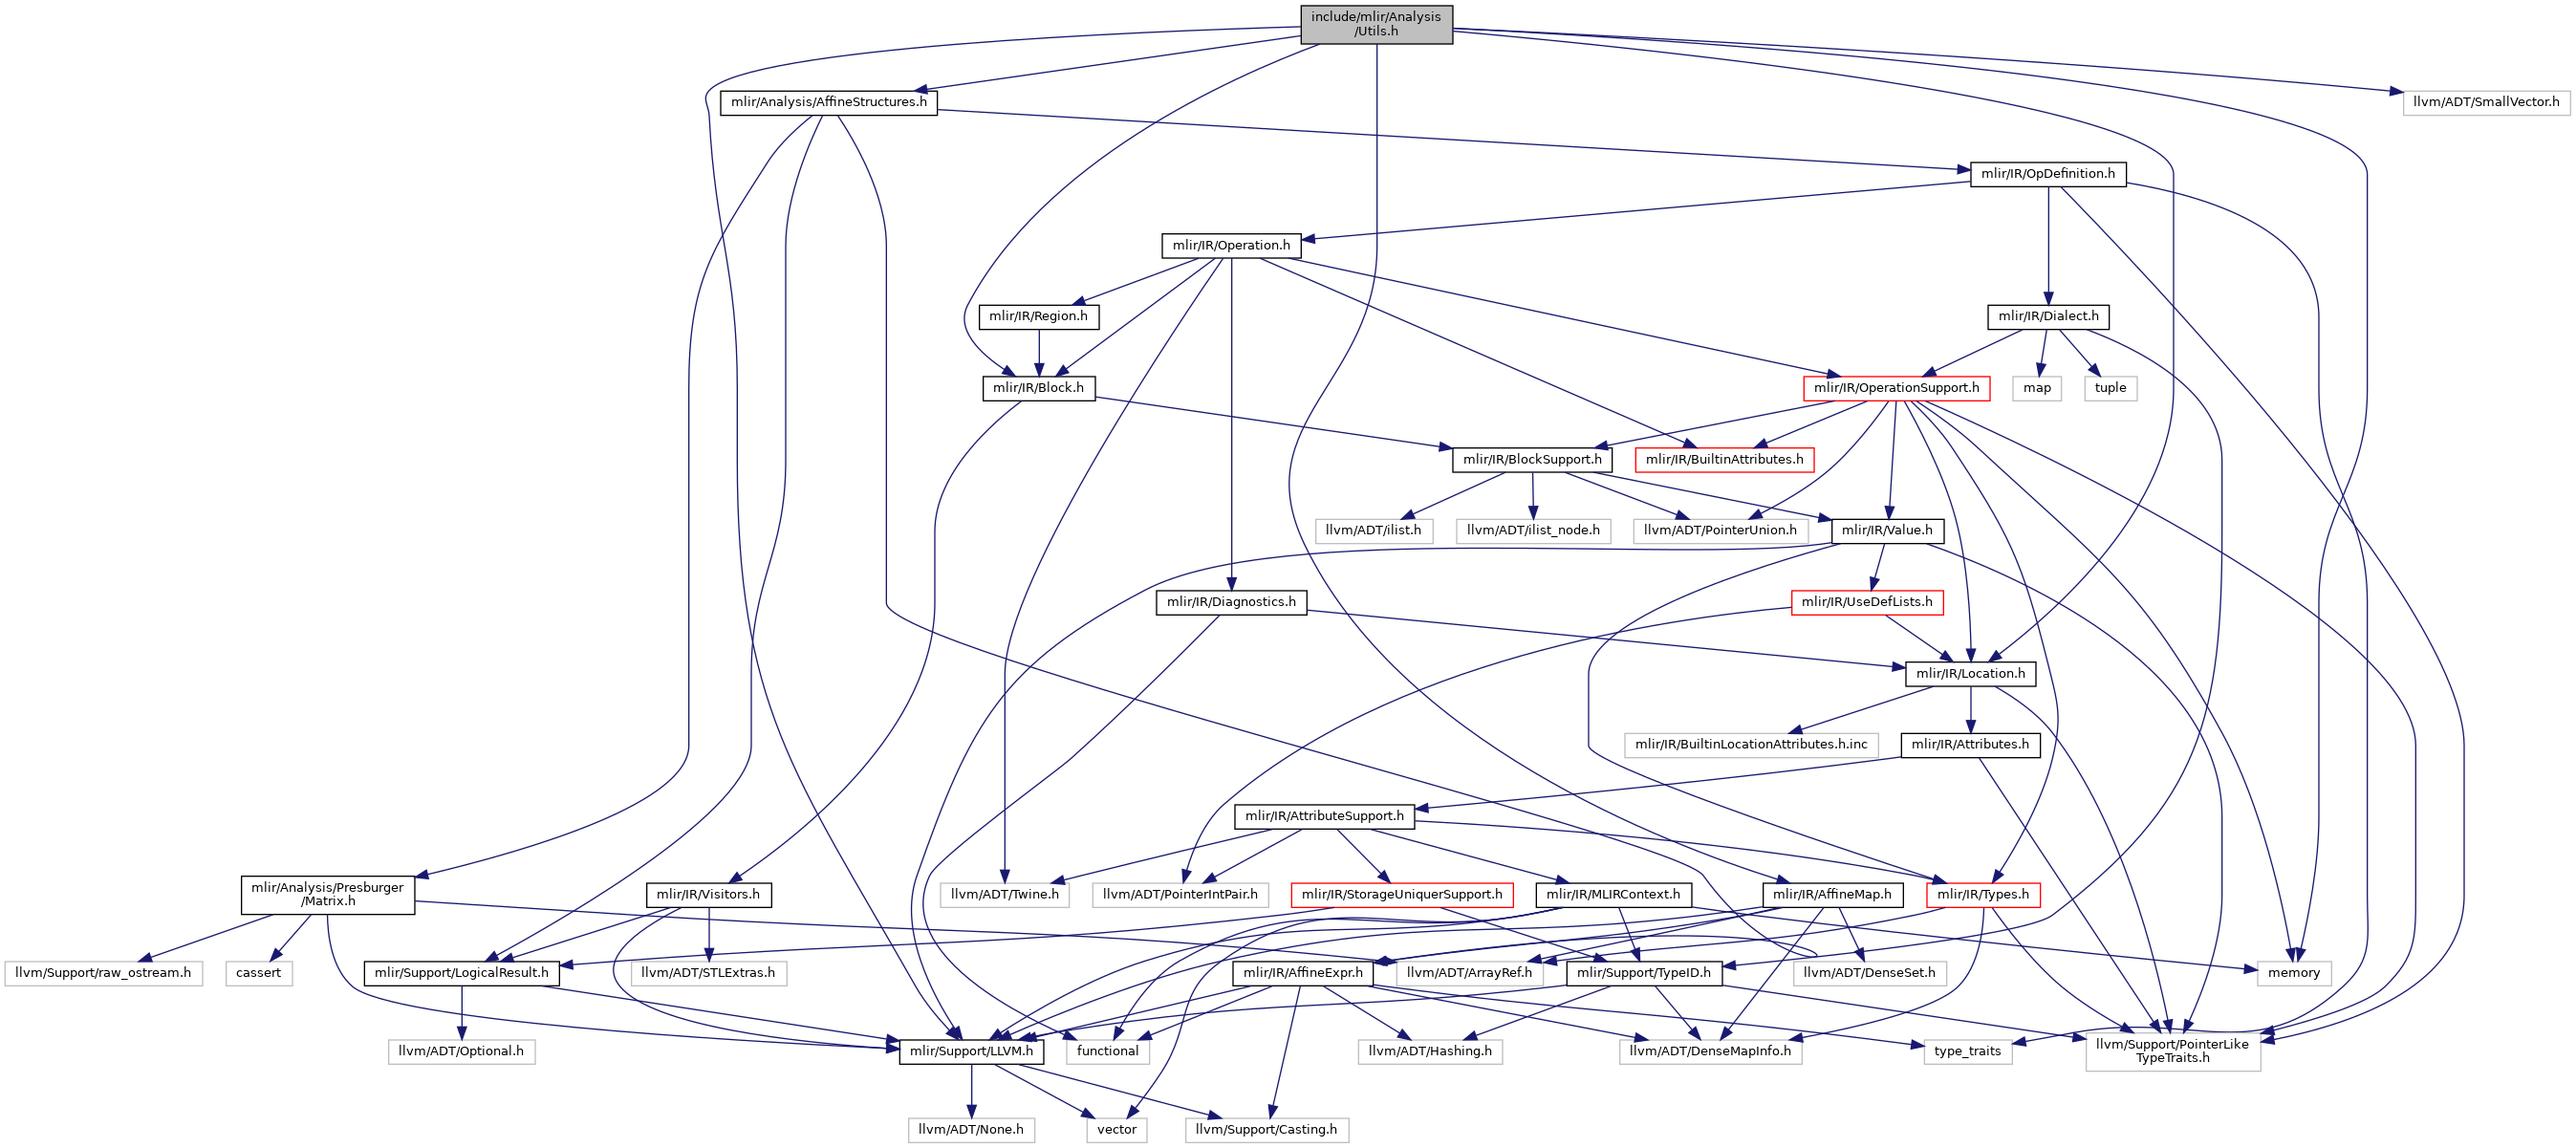 include/mlir/Analysis
/Utils.h
mlir/Analysis/AffineStructures.h
llvm/ADT/SmallVector.h
mlir/IR/OpDefinition.h
mlir/IR/Operation.h
mlir/IR/Region.h
mlir/IR/Dialect.h
mlir/IR/Block.h
mlir/IR/OperationSupport.h
map
tuple
mlir/IR/BlockSupport.h
mlir/IR/BuiltinAttributes.h
llvm/ADT/ilist.h
llvm/ADT/ilist_node.h
llvm/ADT/PointerUnion.h
mlir/IR/Value.h
mlir/IR/Diagnostics.h
mlir/IR/UseDefLists.h
mlir/IR/Location.h
mlir/IR/BuiltinLocationAttributes.h.inc
mlir/IR/Attributes.h
mlir/IR/AttributeSupport.h
mlir/Analysis/Presburger
/Matrix.h
mlir/IR/Visitors.h
llvm/ADT/Twine.h
llvm/ADT/PointerIntPair.h
mlir/IR/StorageUniquerSupport.h
mlir/IR/MLIRContext.h
mlir/IR/AffineMap.h
mlir/IR/Types.h
llvm/Support/raw_ostream.h
cassert
mlir/Support/LogicalResult.h
llvm/ADT/STLExtras.h
mlir/IR/AffineExpr.h
llvm/ADT/ArrayRef.h
mlir/Support/TypeID.h
llvm/ADT/DenseSet.h
memory
llvm/ADT/Optional.h
mlir/Support/LLVM.h
functional
llvm/ADT/Hashing.h
llvm/ADT/DenseMapInfo.h
type_traits
llvm/Support/PointerLike
TypeTraits.h
llvm/ADT/None.h
vector
llvm/Support/Casting.h